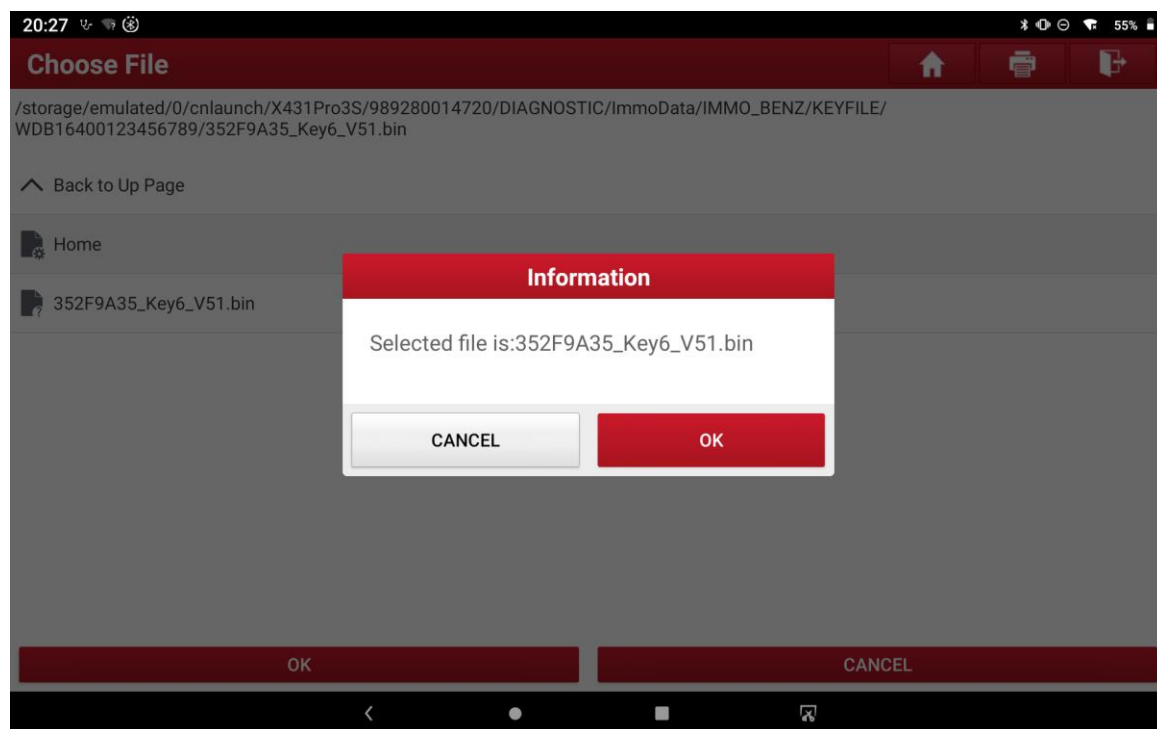 20:27
55%
Choose File
/storage/emulated/0/cnlaunch/X431Pro3S/989280014720/DIAGNOSTIC/ImmoData/IMMO_BENZ/KEYFILE/
WDB16400123456789/352F9A35_Key6_V51.bin
Back to Up Page
Home
352F9A35_Key6_V51.bin
Information
Selected file is:352F9A35_Key6_V51.bin
CANCEL
OK
OK
CANCEL